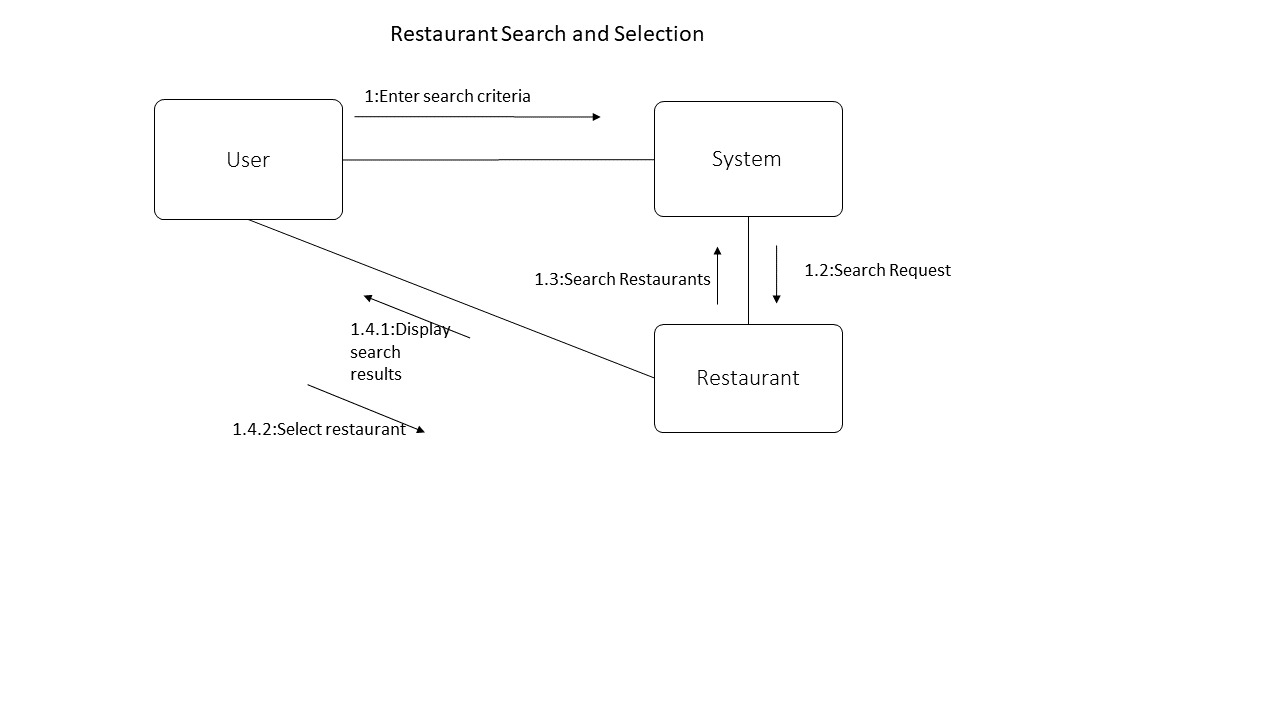 Restaurant Search and Selection
1:Enter search criteria
User
System
1.3:Search Restaurants
1.2:Search Request
1.4.1:Display
search
results
Restaurant
1.4.2:Select restaurant